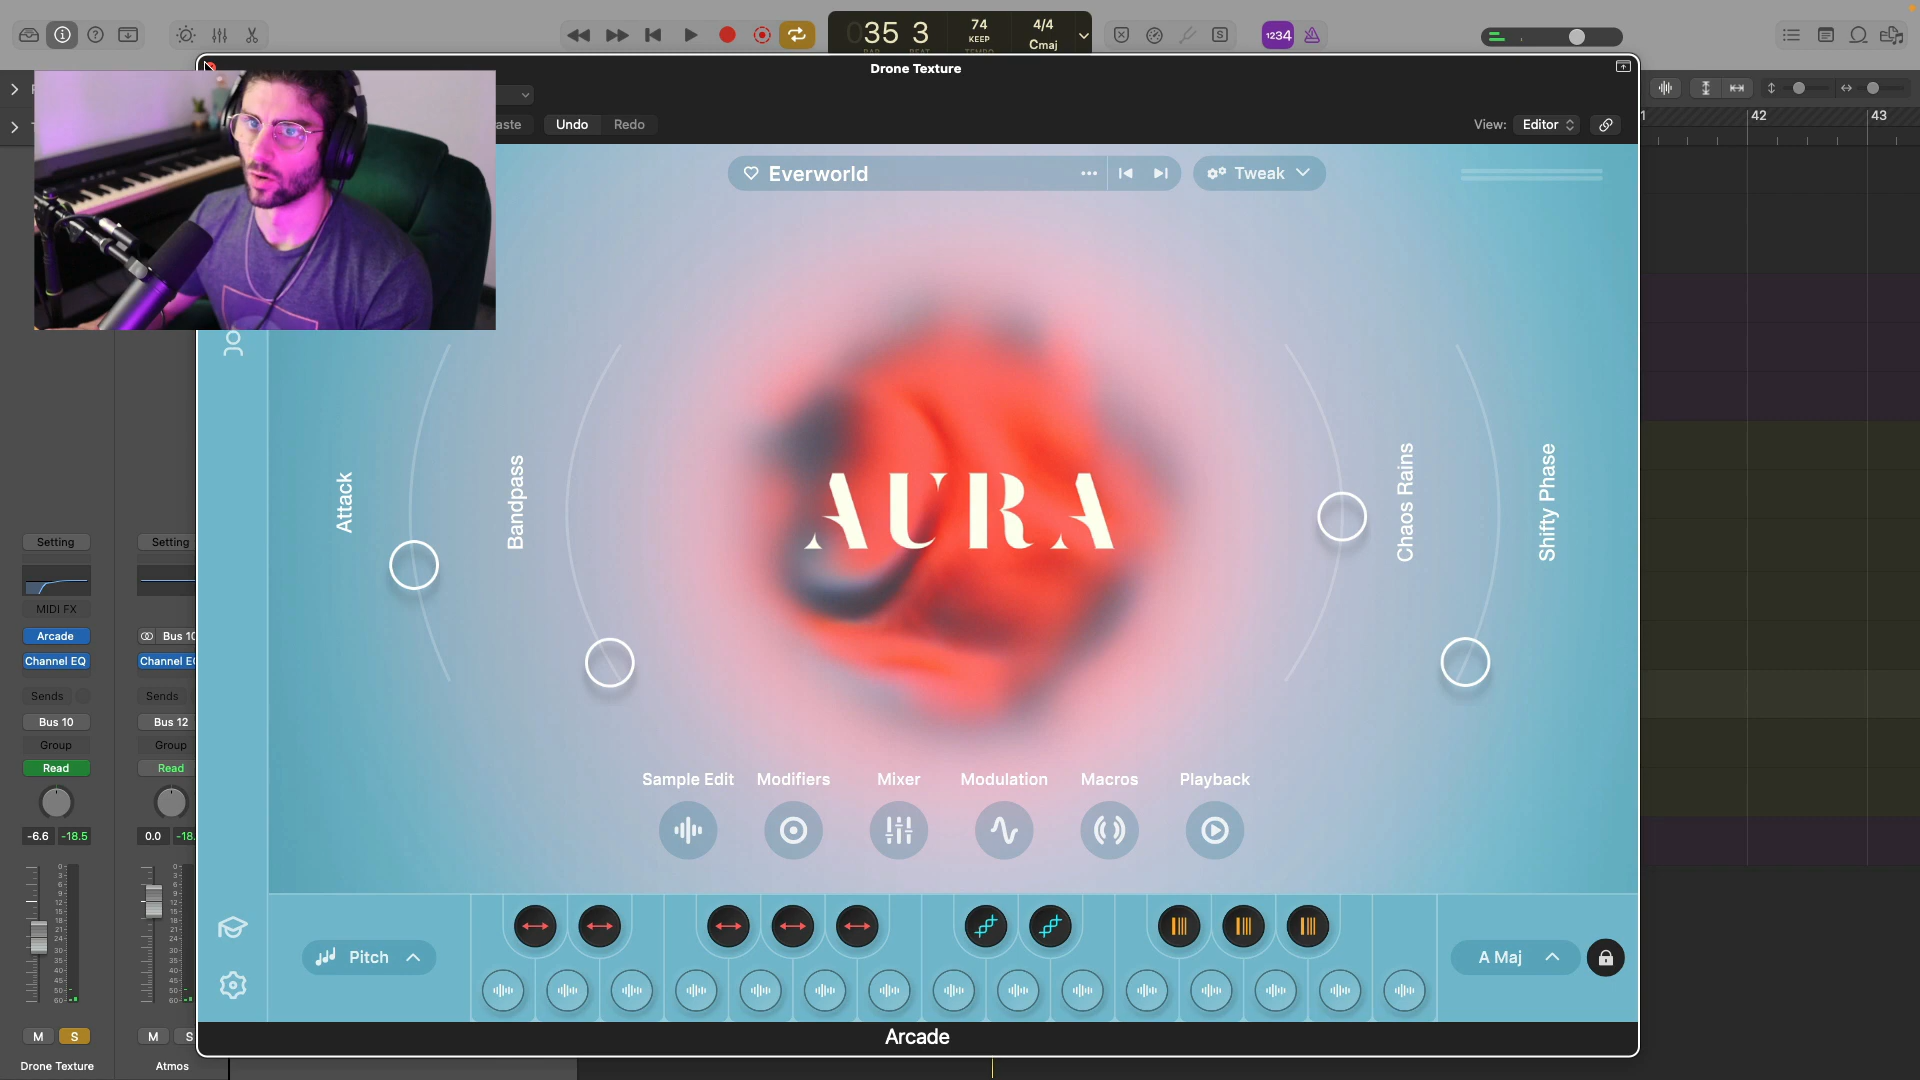 35 3
74
KEEP
4/4
Cmaj
1234
Drone Texture
aste
Undo
Redo
View:
Editor
42
43
Everworld
Tweak
Attack
Bandpass
AURA
Chaos Rains
Shifty Phase
Setting
Setting
MIDI FX
Arcade
Bus 10
Channel EQ
Channel E
Sends
Sends
Bus 10
Bus 12
Group
Group
Read
Read
-6.6
-18.5
0.0
-18.
Sample Edit
Modifiers
Mixer
Modulation
Macros
Playback
Pitch
A Maj
M
S
M
S
Drone Texture
Atmos
Arcade